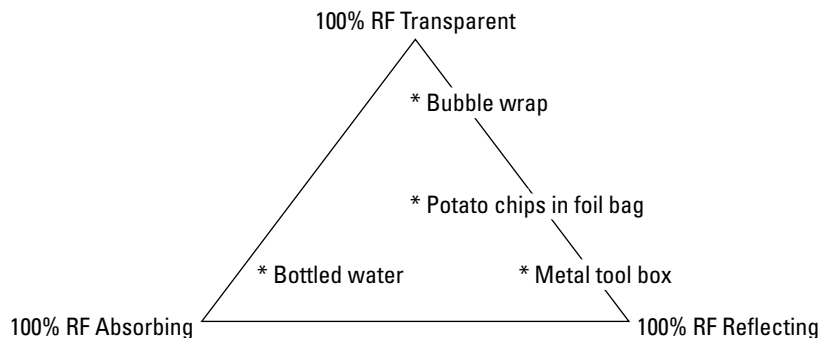 100% RF Transparent
* Bubble wrap
* Potato chips in foil bag
* Bottled water
* Metal tool box
100% RF Absorbing
100% RF Reflecting